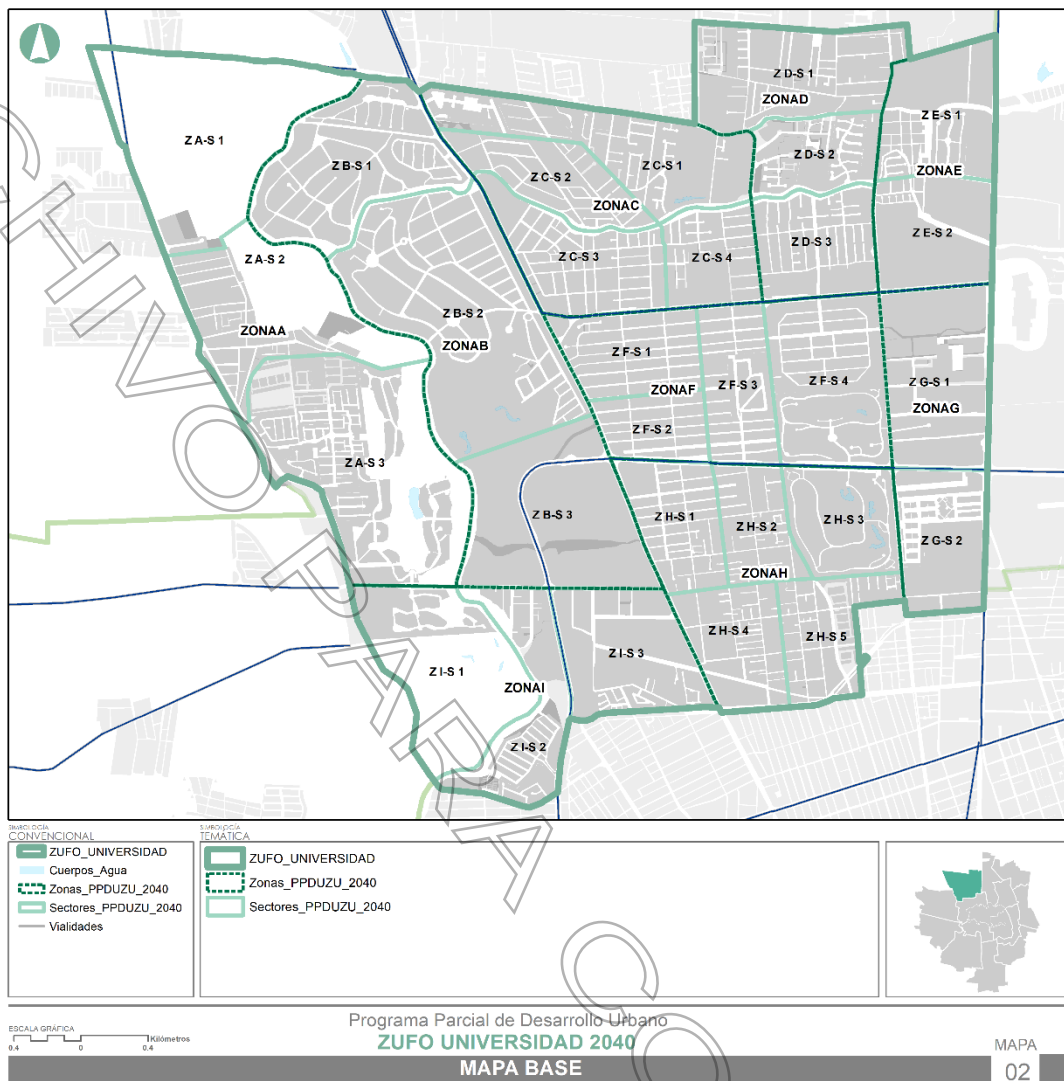 Z D-S 1
ZONAD
Z E-S 1
Z A-S 1
Z B-S 1
Z C-S 2
Z C-S 1
Z D-S 2
ZONAE
ZONAC
Z E-S 2
Z A-S 2
Z C-S 3
Z C-S 4
Z D-S 3
ZONAA
Z B-S 2
ZONAB
Z F-S 1
ZONAF
Z F-S 3
Z F-S 4
Z G-S 1
ZONAG
Z F-S 2
Z A-S 3
Z B-S 3
Z H-S 1
Z H-S 2
Z H-S 3
Z G-S 2
ZONAH
Z H-S 4
Z H-S 5
Z I-S 1
Z I-S 3
ZONAI
Z I-S 2
CTIVO PARA CO
SIMBOLOGÍA
CONVENCIONAL
ZUFO_UNIVERSIDAD
Cuerpos_Agua
Zonas_PPDUZU_2040
Sectores_PPDUZU_2040
Vialidades
SIMBOLOGÍA
TEMÁTICA
ZUFO_UNIVERSIDAD
Zonas_PPDUZU_2040
Sectores_PPDUZU_2040
ESCALA GRÁFICA
Kilómetros
0.4 0 0.4
Programa Parcial de Desarrollo Urbano
ZUFO UNIVERSIDAD 2040
MAPA BASE
MAPA
02